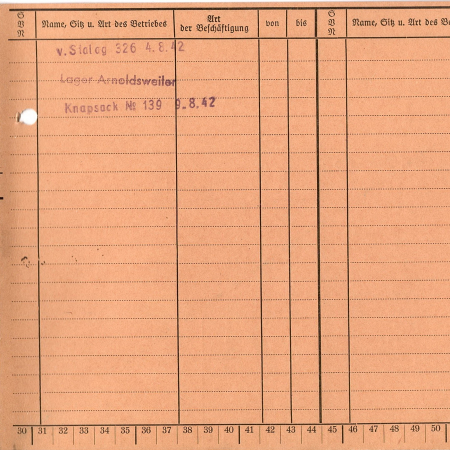 S B N Name, Sitz u. Art des Betriebes Art der Beschäftigung von bis S B N Name, Sitz u. Art des Be
v. Stalag 326 4. 8. 42
Lager Arnoldsweiler
Knapsack № 139 9. 8. 42
30 31 32 33 34 35 36 37 38 39 40 41 42 43 44 45 46 47 48 49 50